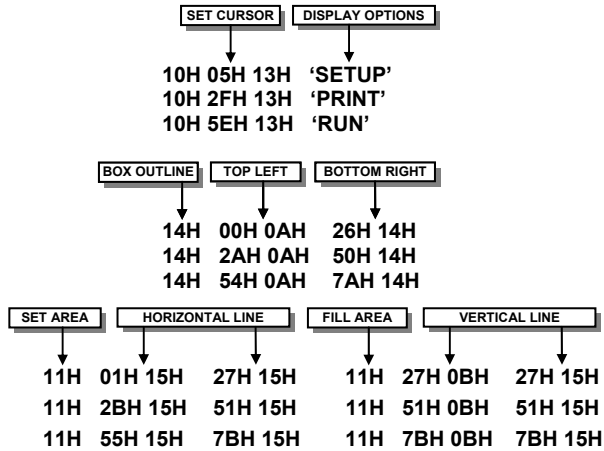 SET CURSOR DISPLAY OPTIONS
10H 05H 13H ‘SETUP’
10H 2FH 13H ‘PRINT’
10H 5EH 13H ‘RUN’
BOX OUTLINE TOP LEFT BOTTOM RIGHT
14H 00H 0AH 26H 14H
14H 2AH 0AH 50H 14H
14H 54H 0AH 7AH 14H
SET AREA HORIZONTAL LINE FILL AREA VERTICAL LINE
11H 01H 15H 27H 15H 11H 27H 0BH 27H 15H
11H 2BH 15H 51H 15H 11H 51H 0BH 51H 15H
11H 55H 15H 7BH 15H 11H 7BH 0BH 7BH 15H